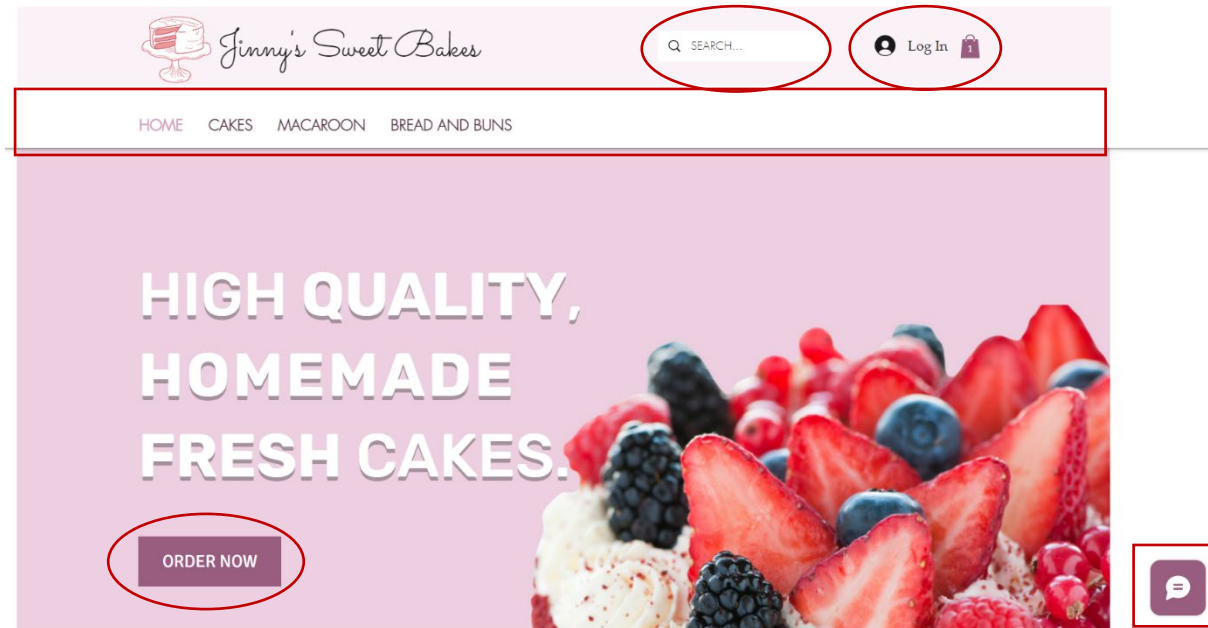 Jinny's Sweet Bakes
SEARCH...
Log In
1
HOME CAKES MACAROON BREAD AND BUNS
HIGH QUALITY,
HOMEMADE
FRESH CAKES.
ORDER NOW